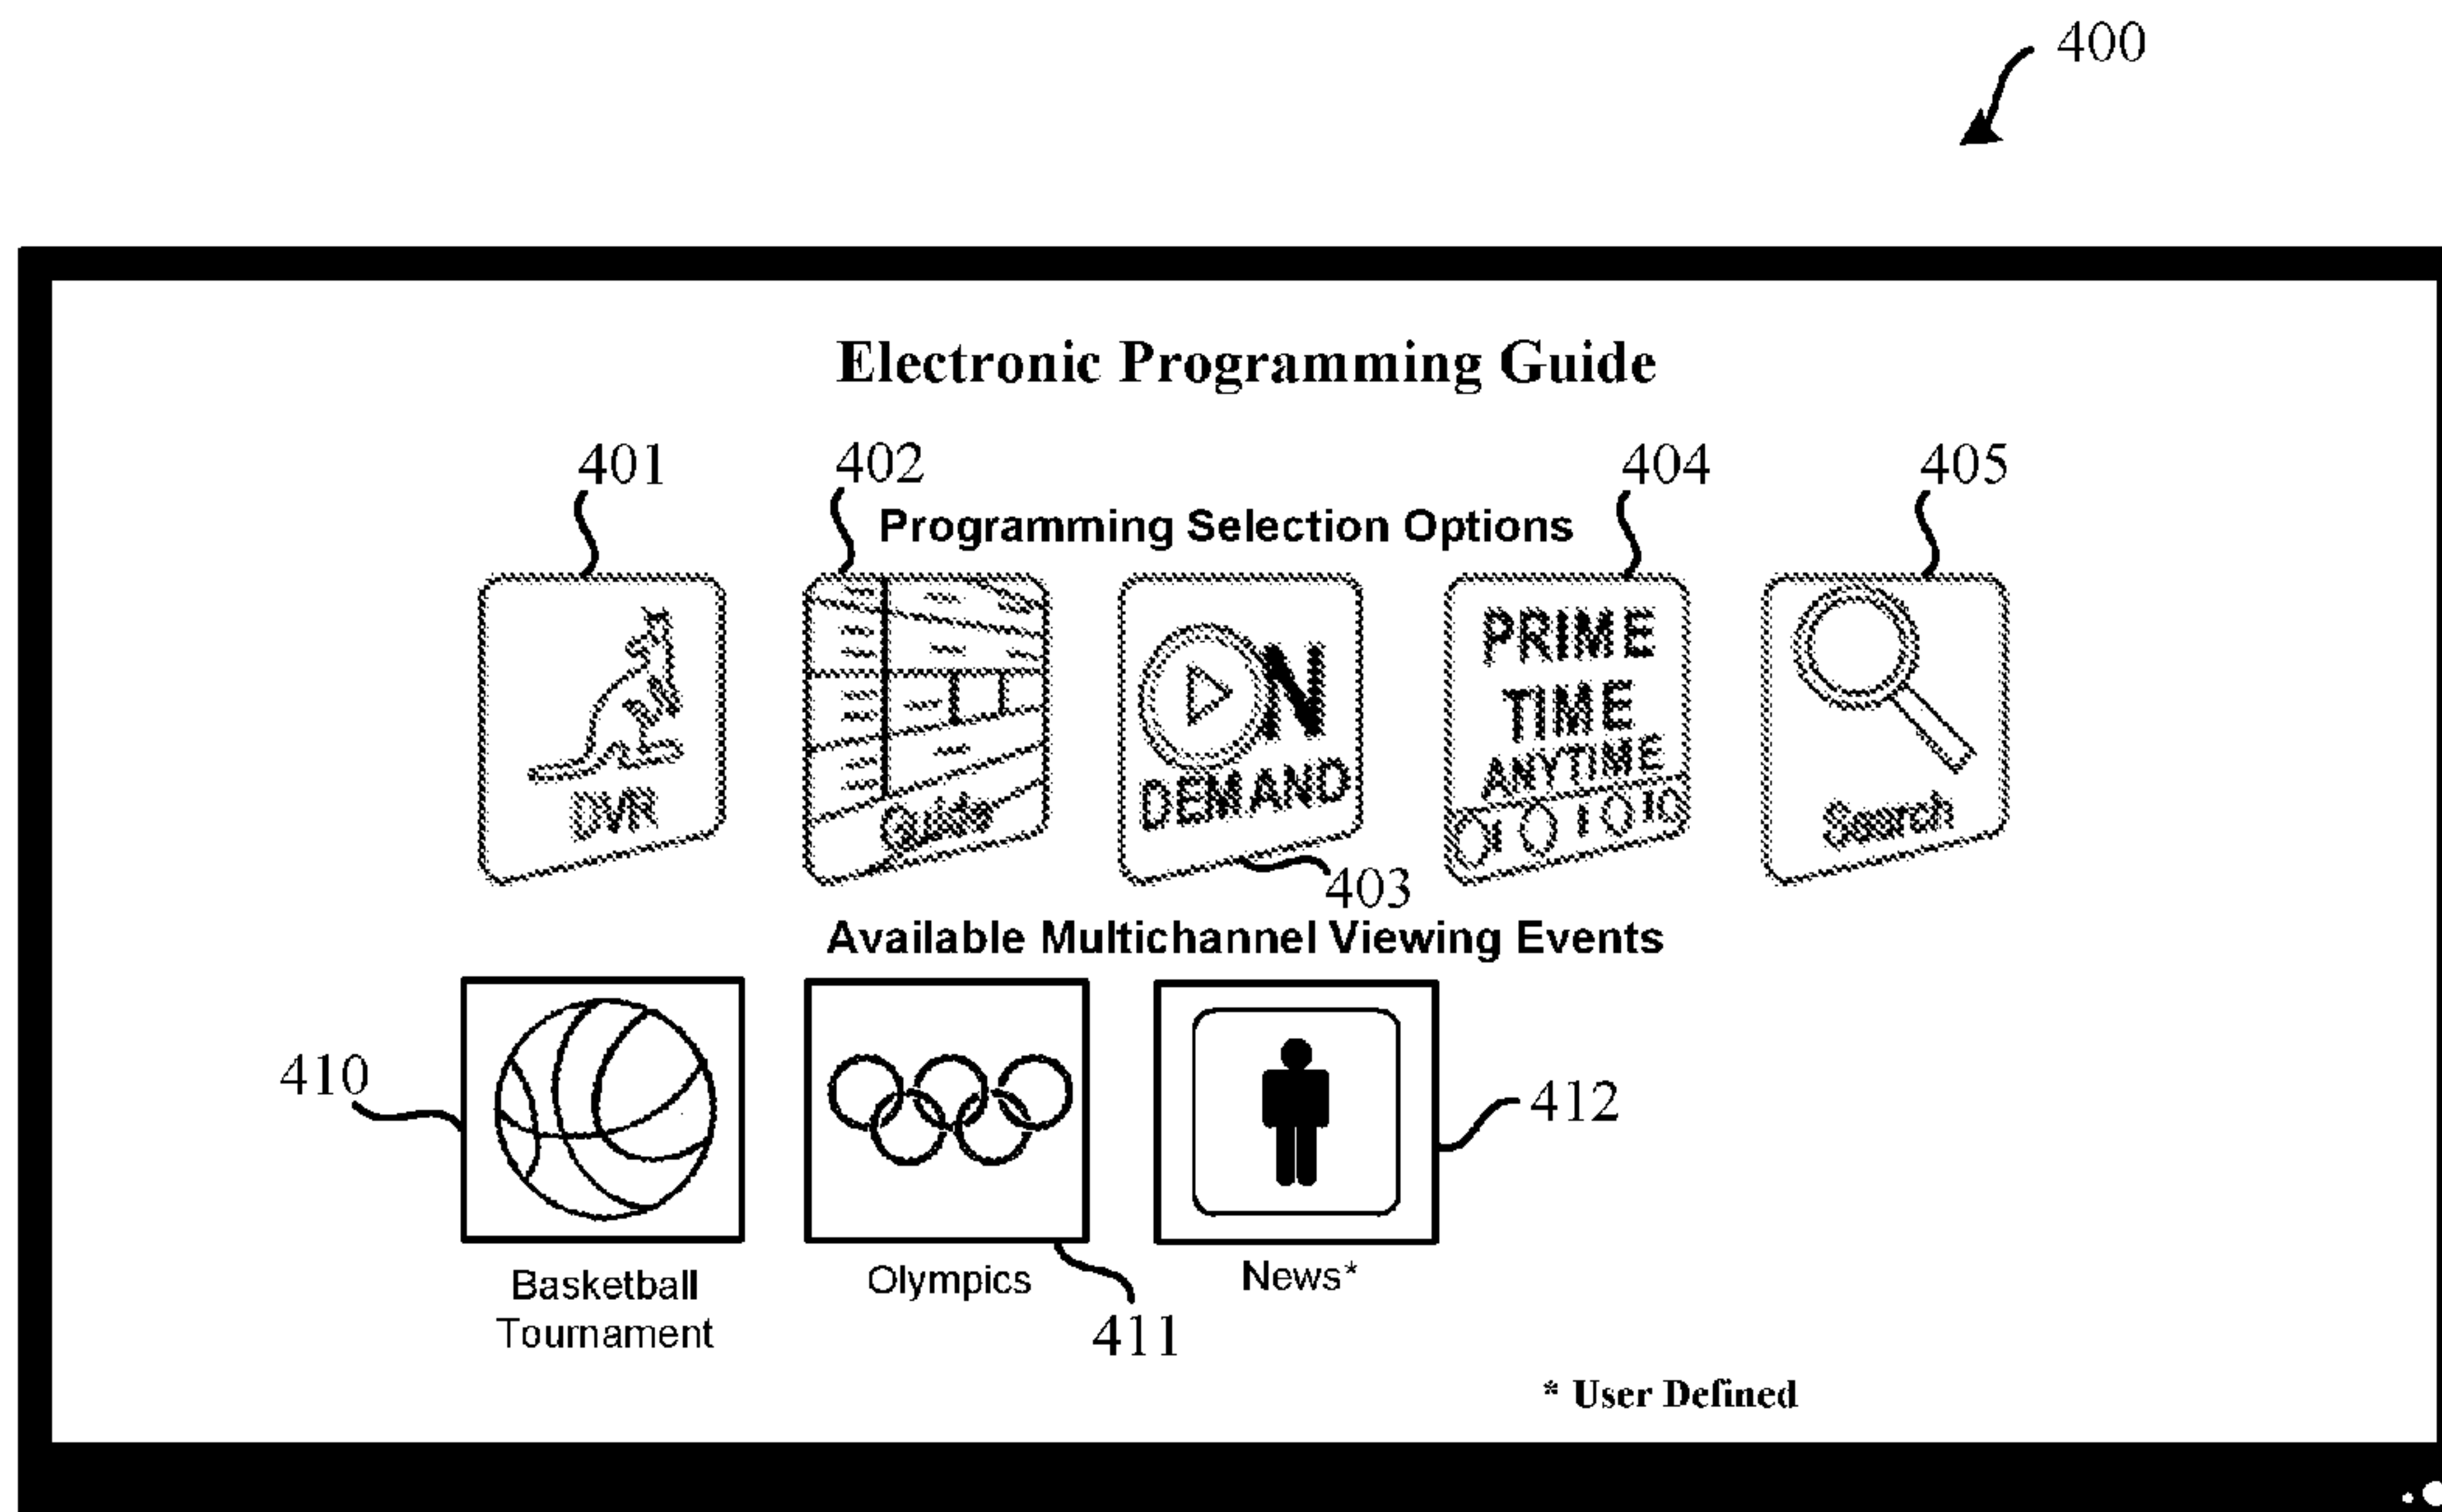 400
Electronic Programming Guide
401
402
404
405
Programming Selection Options
DVR
Guide
ON
DEMAND
PRIME
TIME
ANYTIME
Search
403
Available Multichannel Viewing Events
410
412
Basketball
Tournament
Olympics
News*
411
* User Defined